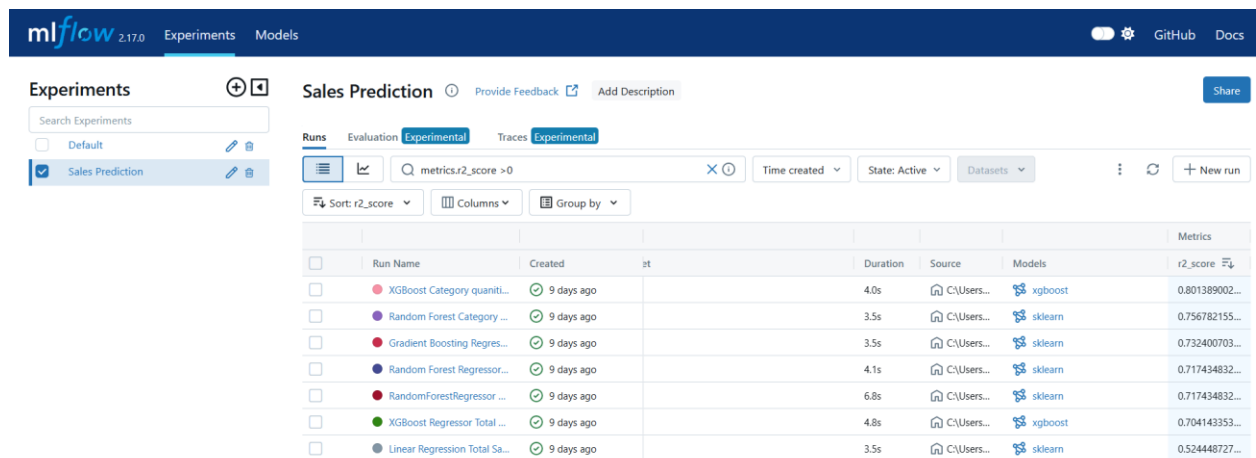 mlflow 2.17.0 Experiments Models GitHub Docs
Experiments
Search Experiments
Default
Sales Prediction
Sales Prediction Provide Feedback Add Description Share
Runs Evaluation Experimental Traces Experimental
metrics.r2_score >0 Time created State: Active Datasets New run
Sort: r2_score Columns Group by
Metrics
Run Name Created et Duration Source Models r2_score
XGBoost Category quaniti... 9 days ago 4.0s C:\Users... xgboost 0.801389002...
Random Forest Category ... 9 days ago 3.5s C:\Users... sklearn 0.756782155...
Gradient Boosting Regres... 9 days ago 3.5s C:\Users... sklearn 0.732400703...
Random Forest Regressor... 9 days ago 4.1s C:\Users... sklearn 0.717434832...
RandomForestRegressor ... 9 days ago 6.8s C:\Users... sklearn 0.717434832...
XGBoost Regressor Total ... 9 days ago 4.8s C:\Users... xgboost 0.704143353...
Linear Regression Total Sa... 9 days ago 3.5s C:\Users... sklearn 0.524448727...